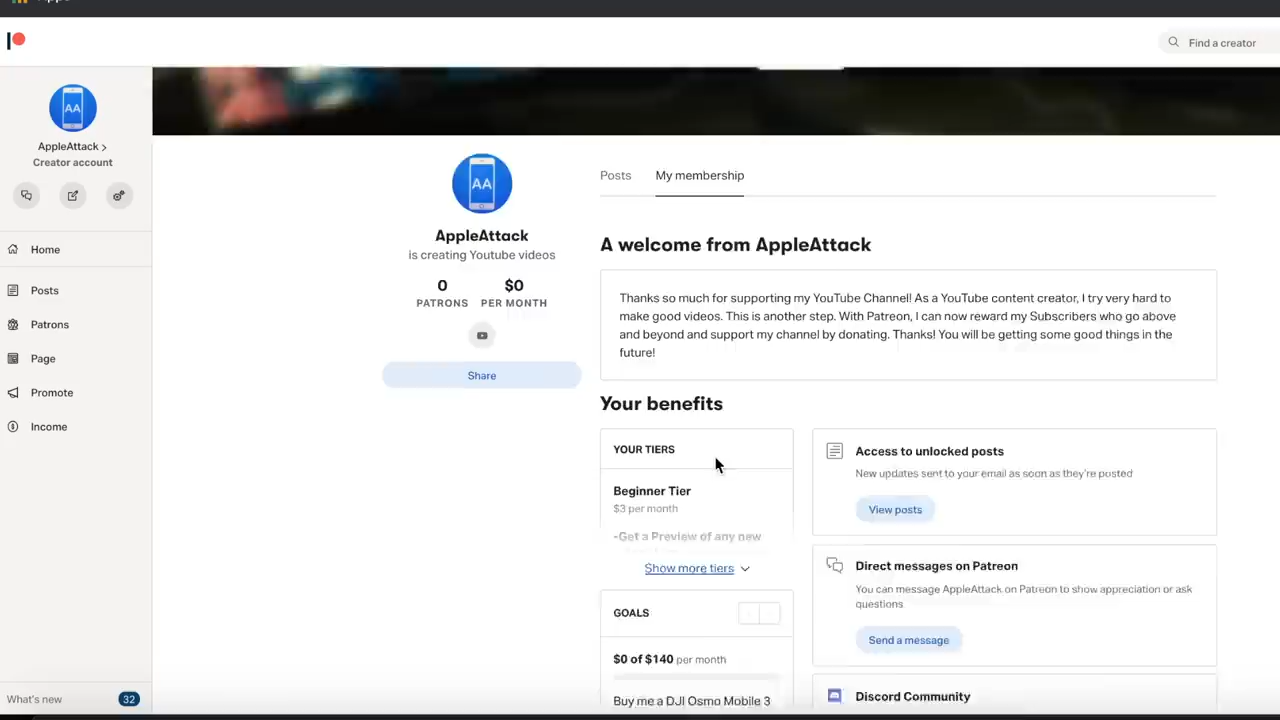 Find a creator
AA
AppleAttack >
Creator account
Home
Posts
Patrons
Page
Promote
Income
What's new
32
AA
AppleAttack
is creating Youtube videos
0 $0
PATRONS PER MONTH
Share
Posts My membership
A welcome from AppleAttack
Thanks so much for supporting my YouTube Channel! As a YouTube content creator, I try very hard to
make good videos. This is another step. With Patreon, I can now reward my Subscribers who go above
and beyond and support my channel by donating. Thanks! You will be getting some good things in the
future!
Your benefits
YOUR TIERS
Beginner Tier
$3 per month
-Get a Preview of any new
Show more tiers
GOALS
$0 of $140 per month
Buy me a DJI Osmo Mobile 3
Access to unlocked posts
New updates sent to your email as soon as they're posted
View posts
Direct messages on Patreon
You can message AppleAttack on Patreon to show appreciation or ask
questions
Send a message
Discord Community